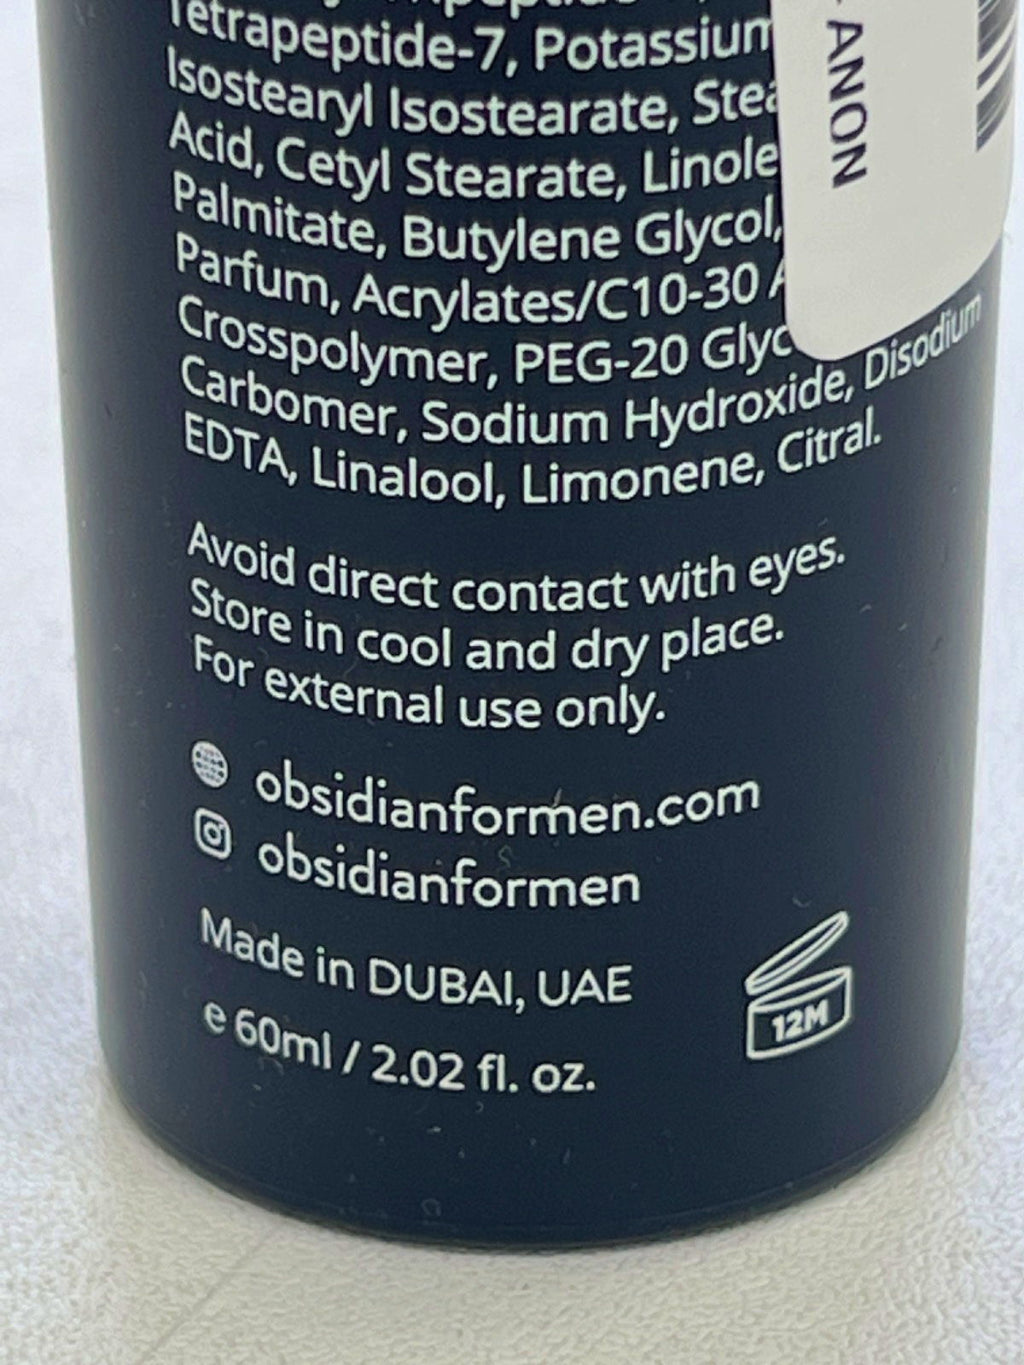 Tetrapeptide-7, Potassium
Isostearyl Isostearate,
Acid, Cetyl Stearate,
Palmitate, Butylene Glycol,
Parfum, Acrylates/C10-30
Crosspolymer, PEG-20
Carbomer, Sodium Hydroxide, Disodium
EDTA, Linalool, Limonene, Citral.
Avoid direct contact with eyes.
Store in cool and dry place.
For external use only.
obsidianformen.com
obsidianformen
Made in DUBAI, UAE
e 60ml / 2.02 fl. oz.
12M
- ANON